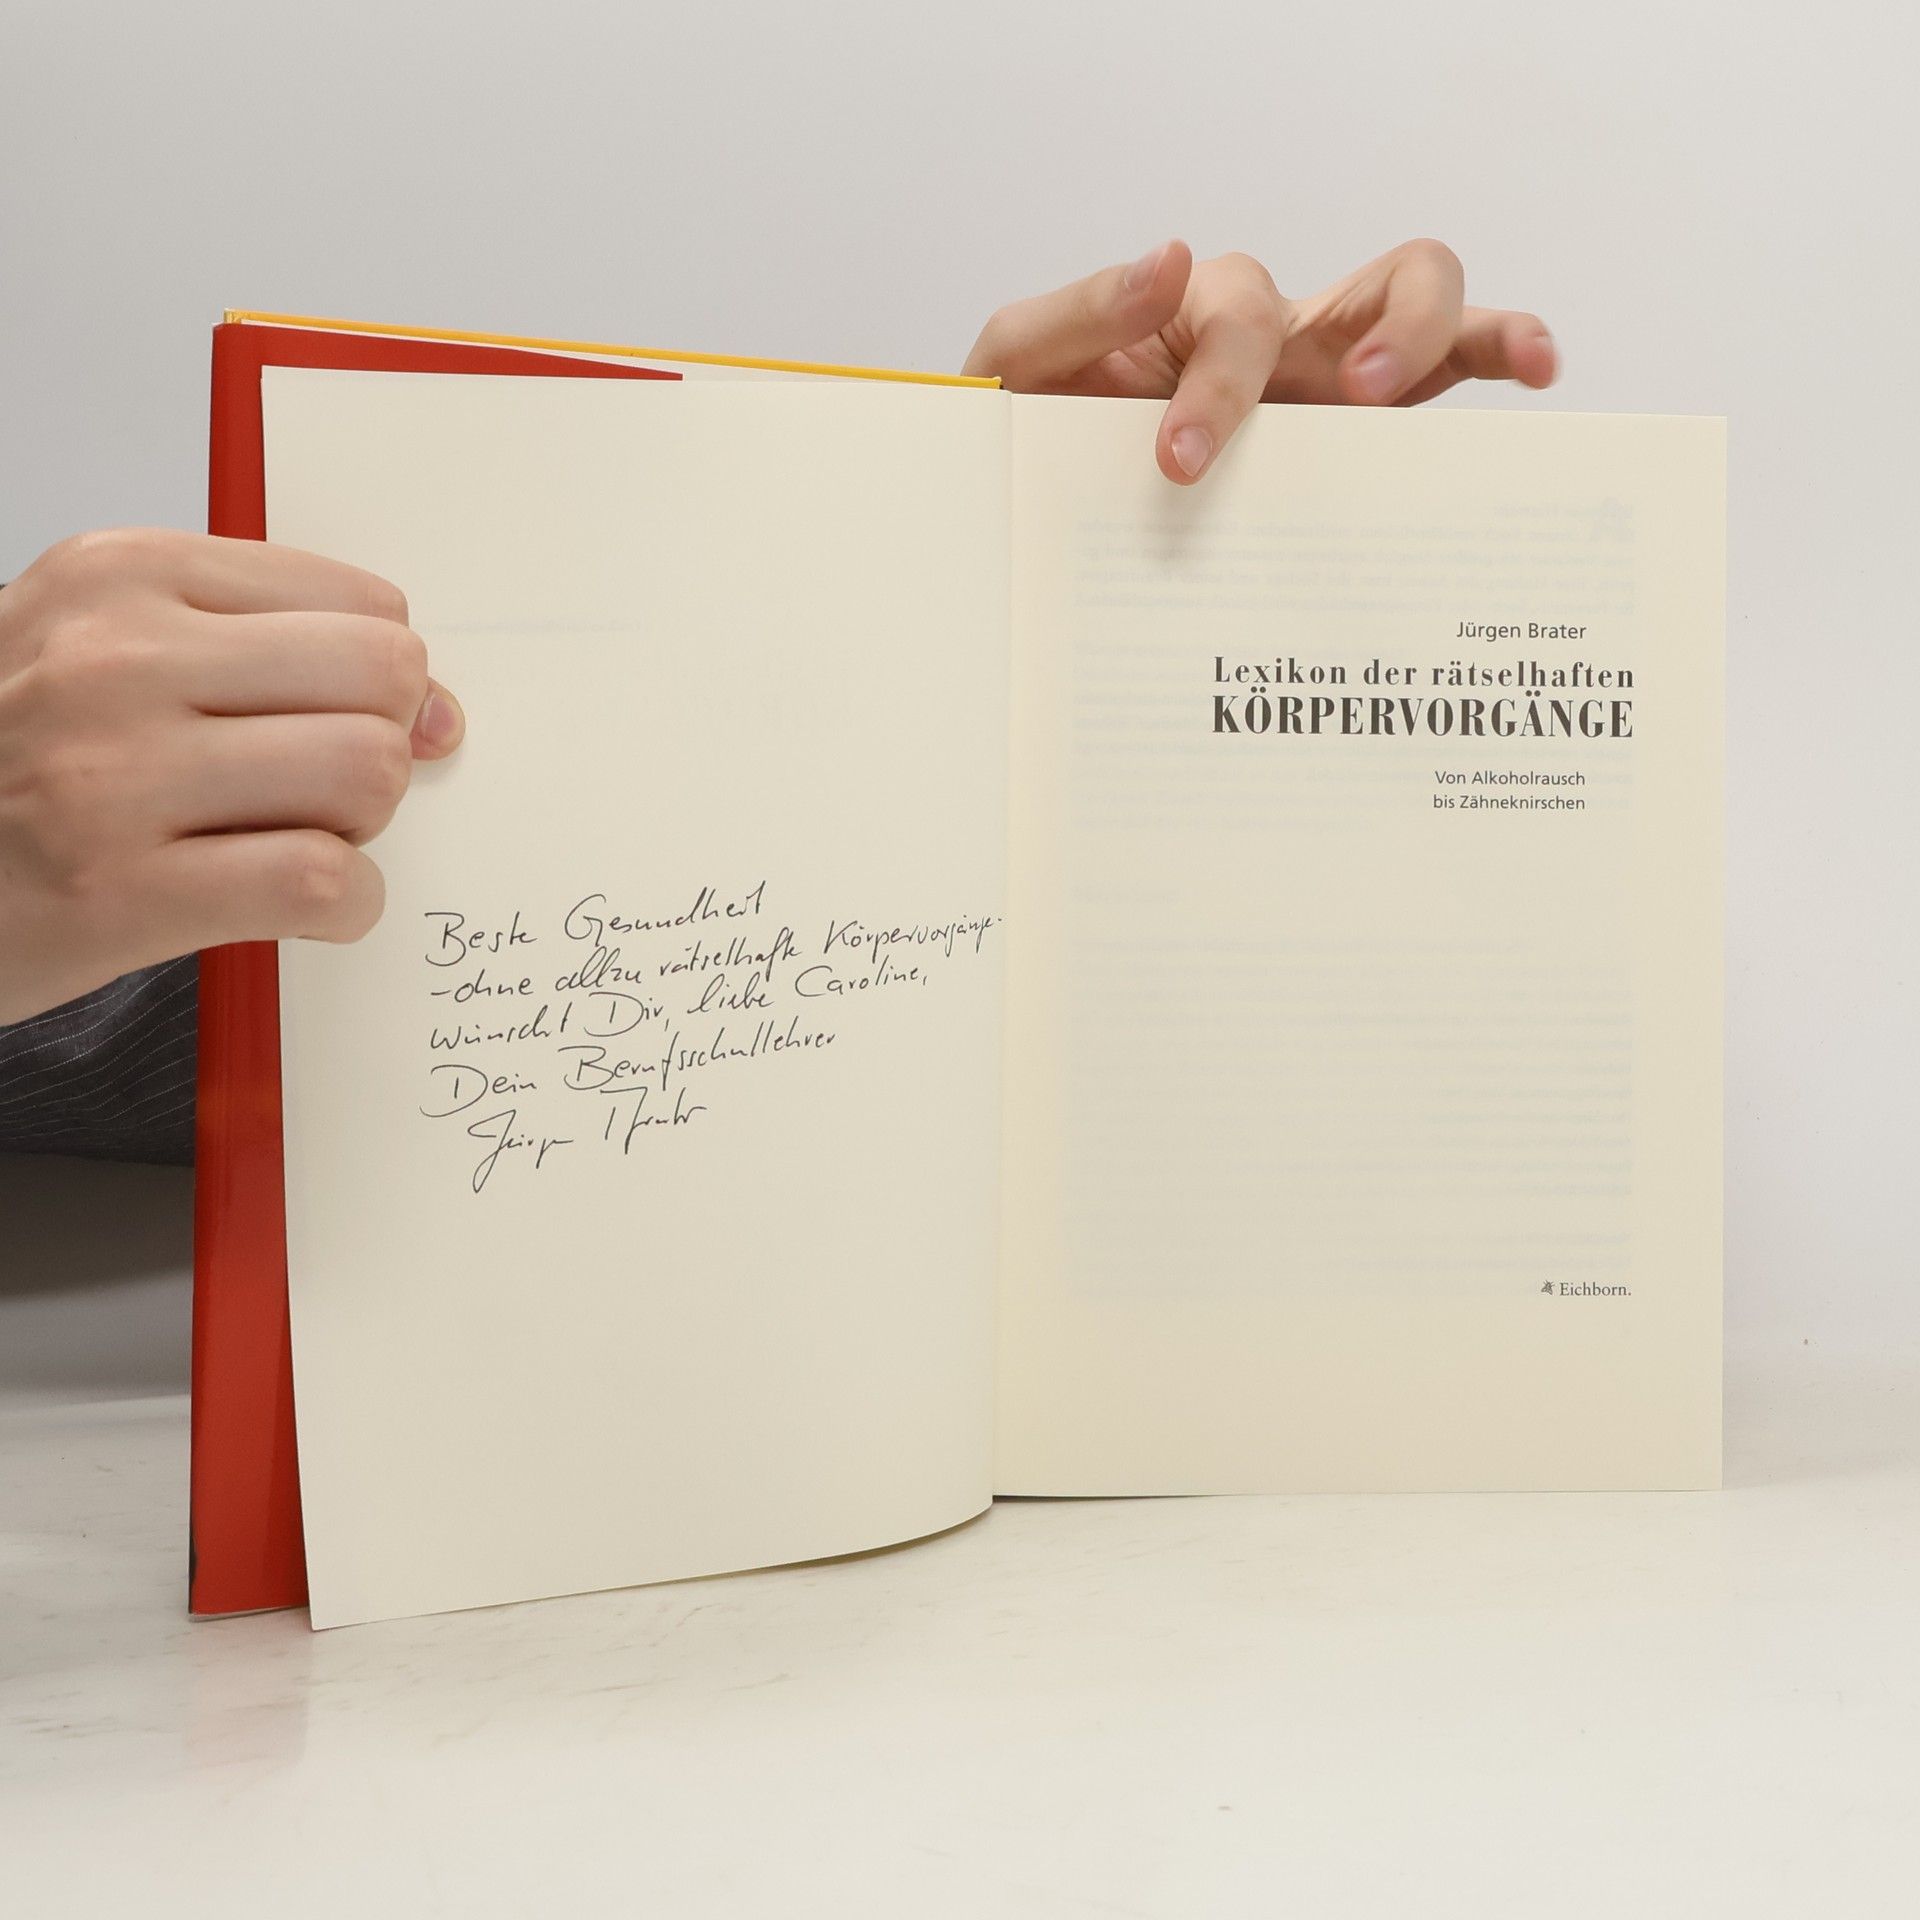 Beste Gesundheit
-ohne allzu rätselhafte Körpervorgänge-
wünscht Dir, liebe Caroline,
Dein Berufsschullehrer
Jürgen Brater
Jürgen Brater
Lexikon der rätselhaften
KÖRPERVORGÄNGE
Von Alkoholrausch
bis Zähneknirschen
Eichborn.